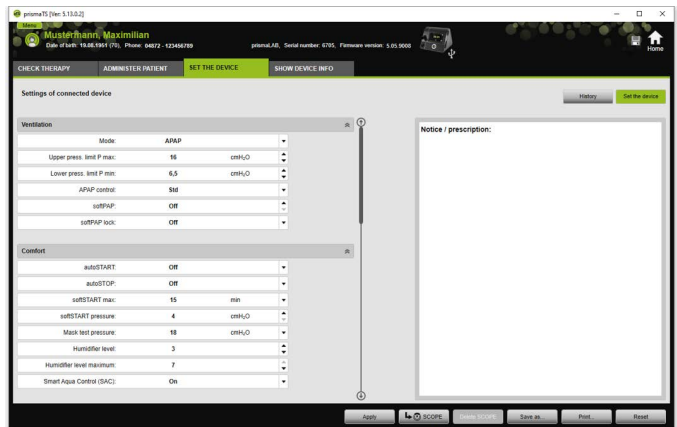 prismaTS [Ver: 5.13.0.2]
Menu
Mustermann, Maximilian
Date of birth: 19.08.1951 (70), Phone: 04872 - 123456789
prismaLAB, Serial number: 6705, Firmware version: 5.05.9008
Home
CHECK THERAPY ADMINISTER PATIENT SET THE DEVICE SHOW DEVICE INFO
Settings of connected device
History Set the device
Ventilation
Mode: APAP
Upper press. limit P max: 16 cmH₂O
Lower press. limit P min: 6,5 cmH₂O
APAP control: Std
softPAP: Off
softPAP lock: Off
Comfort
autoSTART: Off
autoSTOP: Off
softSTART max: 15 min
softSTART pressure: 4 cmH₂O
Mask test pressure: 18 cmH₂O
Humidifier level: 3
Humidifier level maximum: 7
Smart Aqua Control (SAC): On
Notice / prescription:
Apply SCOPE Delete SCOPE Save as... Print... Reset